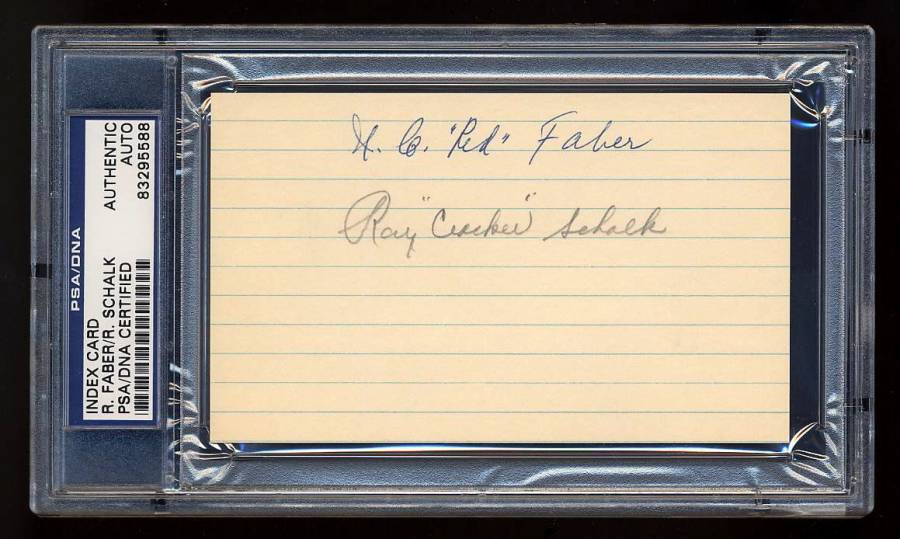 H. C. "Red" Faber
Ray "Cracker" Schalk
PSA/DNA
INDEX CARD
R. FABER/R. SCHALK
PSA/DNA CERTIFIED
AUTHENTIC
AUTO
83295588